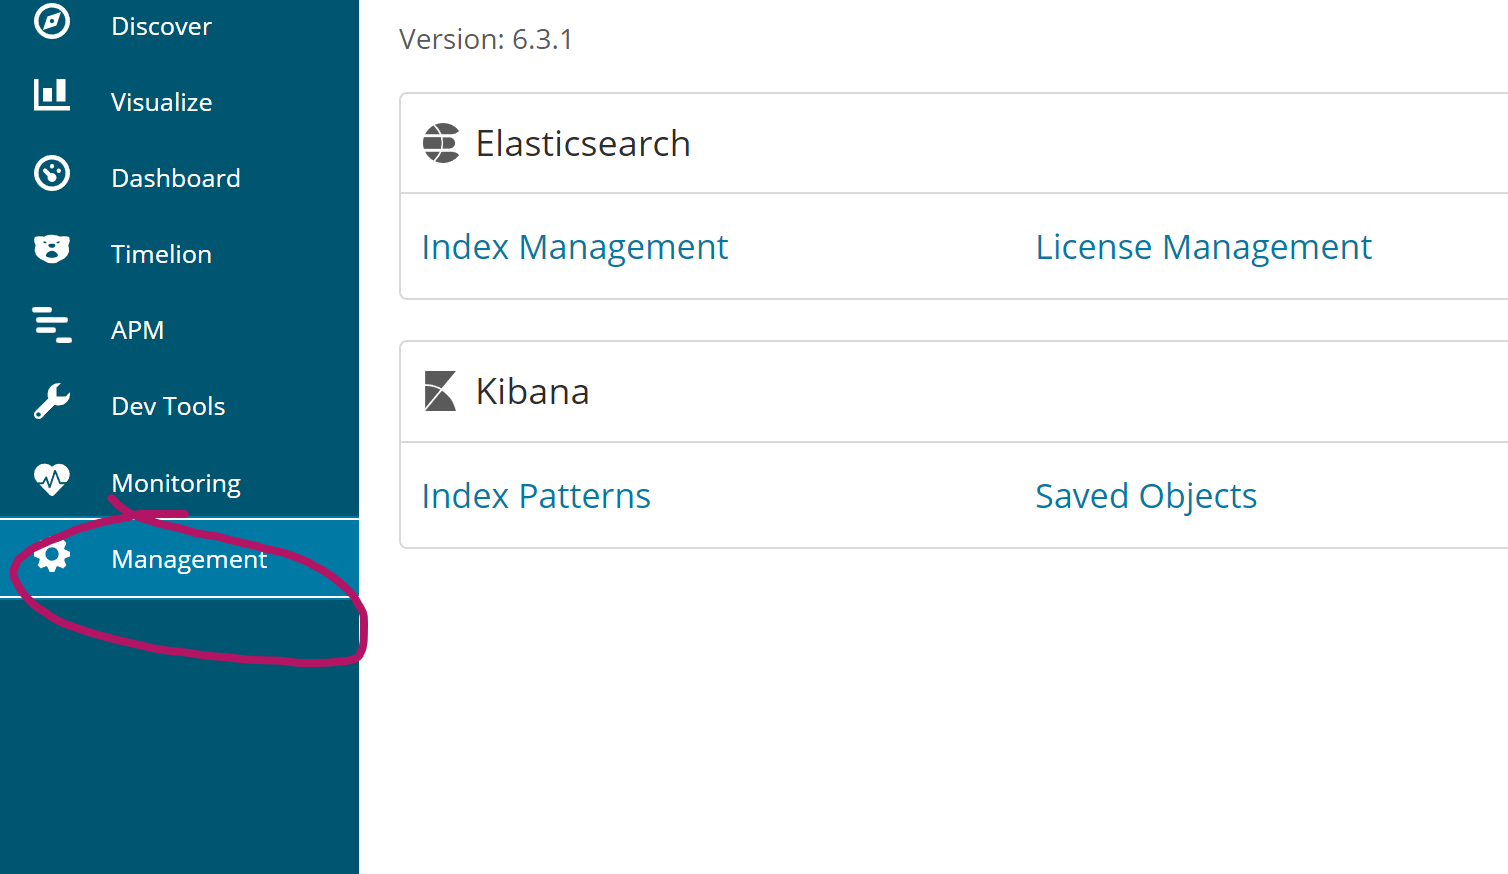 Discover
Visualize
Dashboard
Timelion
APM
Dev Tools
Monitoring
Management
Version: 6.3.1
Elasticsearch
Index Management License Management
Kibana
Index Patterns Saved Objects